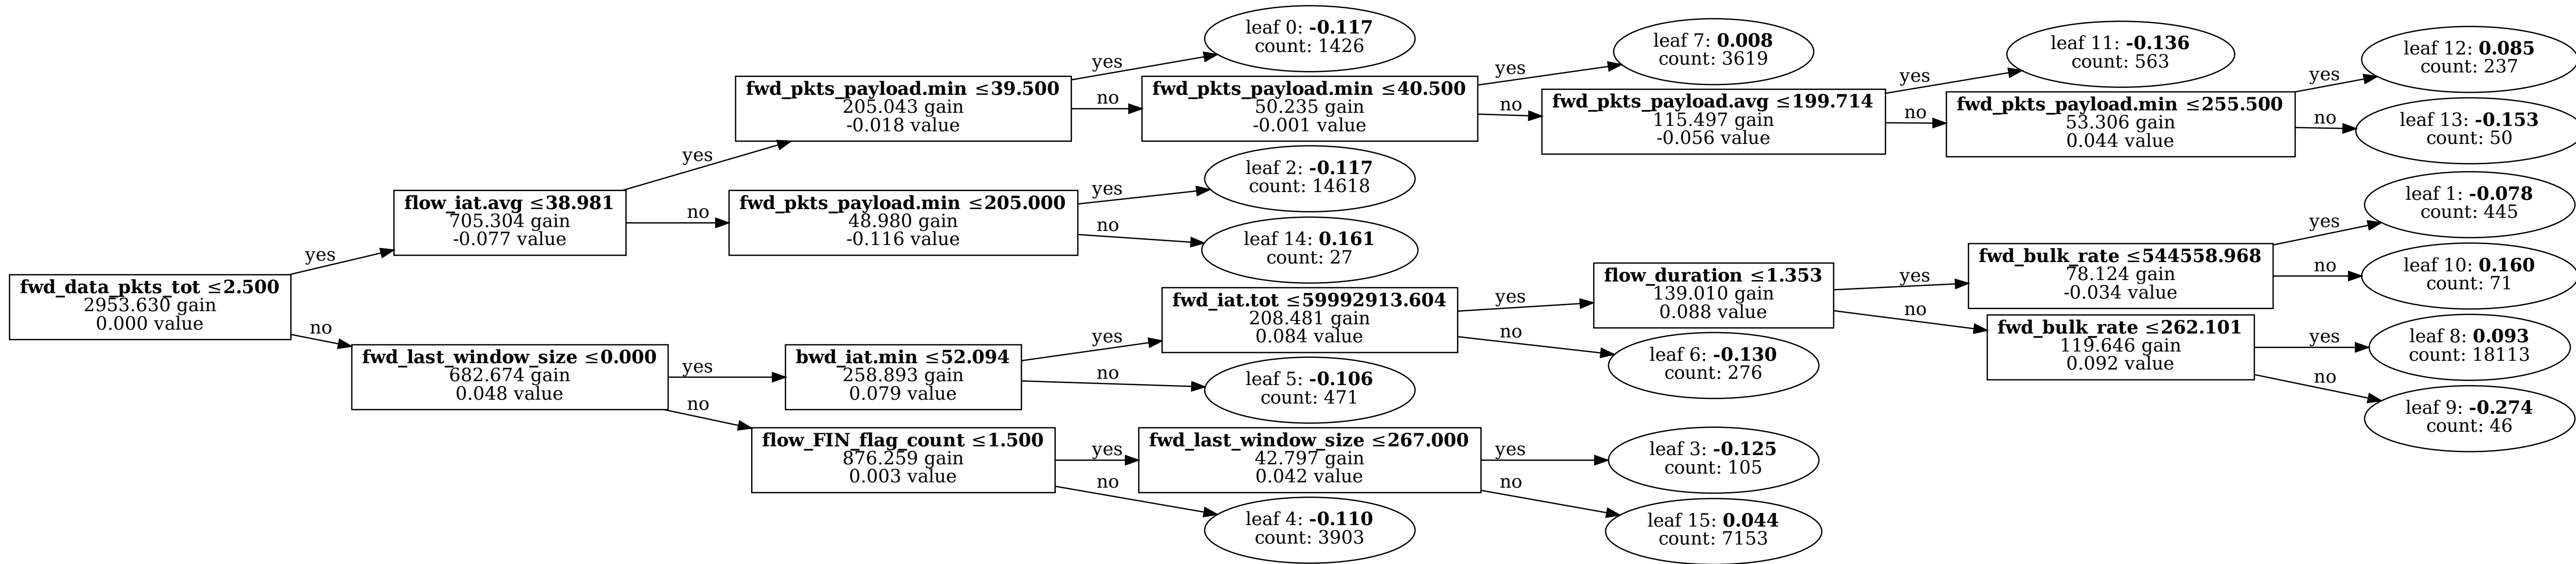 fwd_data_pkts_tot ≤2.500
2953.630 gain
0.000 value
yes
no
flow_iat.avg ≤38.981
705.304 gain
-0.077 value
yes
no
fwd_last_window_size ≤0.000
682.674 gain
0.048 value
yes
no
fwd_pkts_payload.min ≤39.500
205.043 gain
-0.018 value
yes
no
fwd_pkts_payload.min ≤205.000
48.980 gain
-0.116 value
yes
no
bwd_iat.min ≤52.094
258.893 gain
0.079 value
yes
no
flow_FIN_flag_count ≤1.500
876.259 gain
0.003 value
yes
no
leaf 0: -0.117
count: 1426
fwd_pkts_payload.min ≤40.500
50.235 gain
-0.001 value
yes
no
leaf 2: -0.117
count: 14618
leaf 14: 0.161
count: 27
fwd_iat.tot ≤59992913.604
208.481 gain
0.084 value
yes
no
leaf 5: -0.106
count: 471
fwd_last_window_size ≤267.000
42.797 gain
0.042 value
yes
no
leaf 4: -0.110
count: 3903
leaf 7: 0.008
count: 3619
fwd_pkts_payload.avg ≤199.714
115.497 gain
-0.056 value
yes
no
flow_duration ≤1.353
139.010 gain
0.088 value
yes
no
leaf 6: -0.130
count: 276
leaf 3: -0.125
count: 105
leaf 15: 0.044
count: 7153
leaf 11: -0.136
count: 563
fwd_pkts_payload.min ≤255.500
53.306 gain
0.044 value
yes
no
fwd_bulk_rate ≤544558.968
78.124 gain
-0.034 value
yes
no
fwd_bulk_rate ≤262.101
119.646 gain
0.092 value
yes
no
leaf 12: 0.085
count: 237
leaf 13: -0.153
count: 50
leaf 1: -0.078
count: 445
leaf 10: 0.160
count: 71
leaf 8: 0.093
count: 18113
leaf 9: -0.274
count: 46